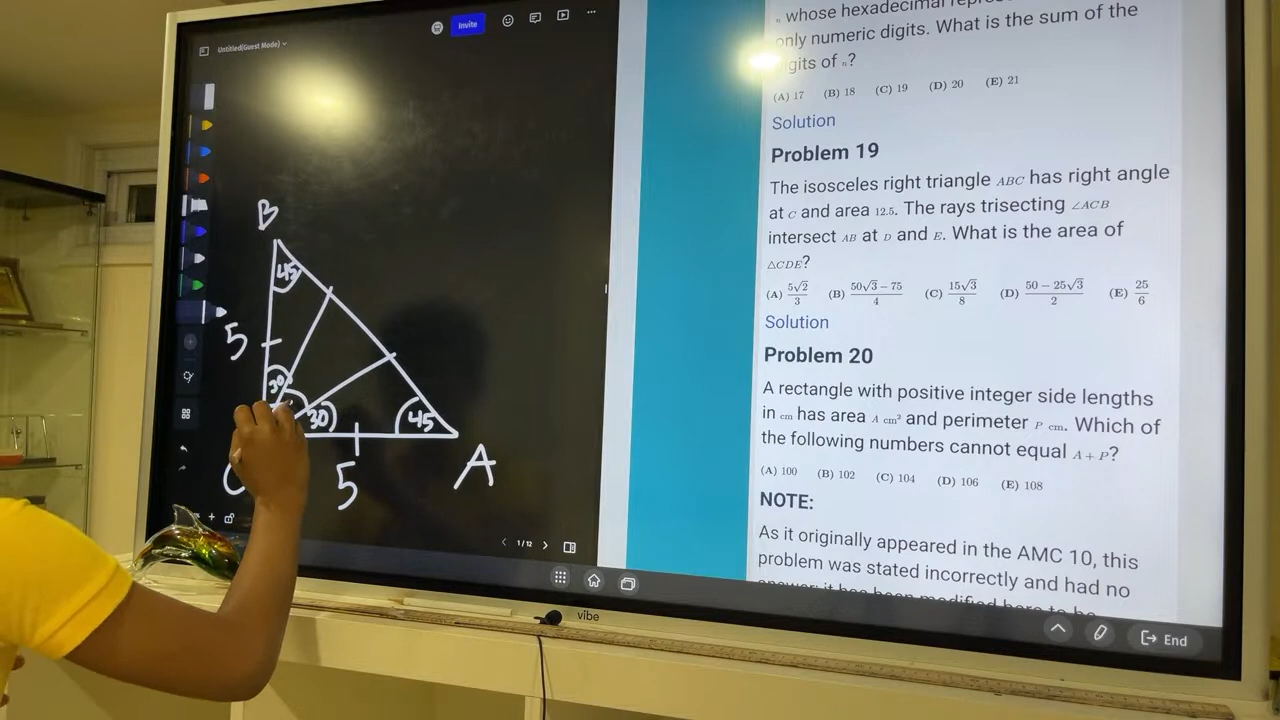 Untitled(Guest Mode)
Invite
B
45
5
30
30
45
5
A
1/12
n whose hexadecimal
only numeric digits. What is the sum of the
digits of n?
(A) 17 (B) 18 (C) 19 (D) 20 (E) 21
Solution
Problem 19
The isosceles right triangle ABC has right angle
at C and area 12.5. The rays trisecting ∠ACB
intersect AB at D and E. What is the area of
△CDE?
(A) 5√2/3 (B) 50√3 − 75/4 (C) 15√3/8 (D) 50 − 25√3/2 (E) 25/6
Solution
Problem 20
A rectangle with positive integer side lengths
in cm has area A cm² and perimeter P cm. Which of
the following numbers cannot equal A + P?
(A) 100 (B) 102 (C) 104 (D) 106 (E) 108
NOTE:
As it originally appeared in the AMC 10, this
problem was stated incorrectly and had no
End
vibe